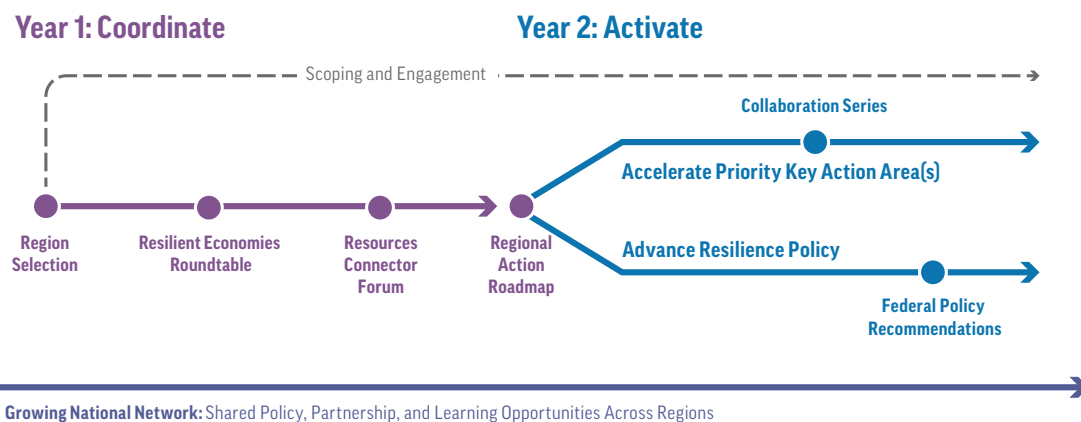 Year 1: Coordinate
Year 2: Activate
Scoping and Engagement
Collaboration Series
Accelerate Priority Key Action Area(s)
Region
Selection
Resilient Economies
Roundtable
Resources
Connector
Forum
Regional
Action
Roadmap
Advance Resilience Policy
Federal Policy
Recommendations
Growing National Network: Shared Policy, Partnership, and Learning Opportunities Across Regions